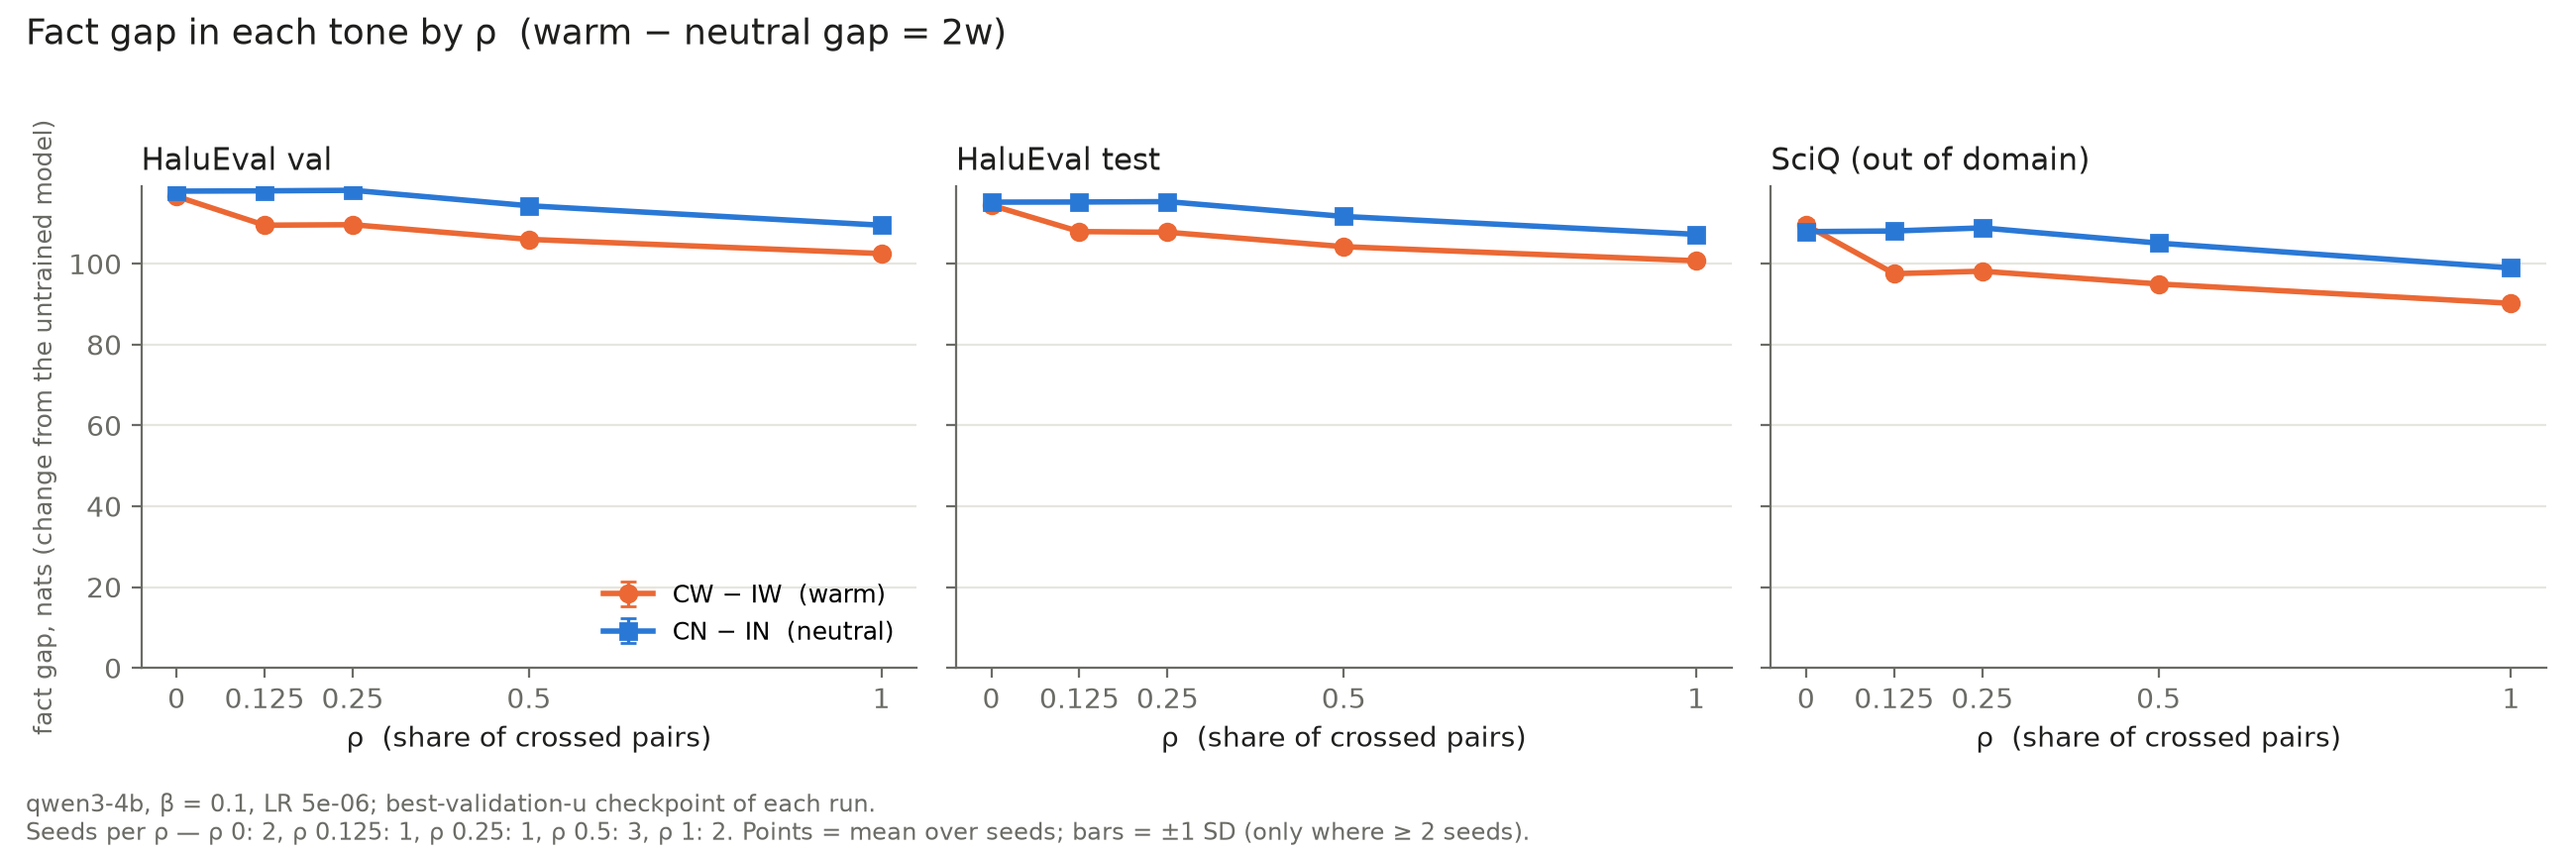 Fact gap in each tone by ρ  (warm − neutral gap = 2w)
fact gap, nats (change from the untrained model)
HaluEval val
HaluEval test
SciQ (out of domain)
100
80
60
40
20
0
CW − IW  (warm)
CN − IN  (neutral)
0 0.125 0.25 0.5 1
0 0.125 0.25 0.5 1
0 0.125 0.25 0.5 1
ρ  (share of crossed pairs)
ρ  (share of crossed pairs)
ρ  (share of crossed pairs)
qwen3-4b, β = 0.1, LR 5e-06; best-validation-u checkpoint of each run.
Seeds per ρ — ρ 0: 2, ρ 0.125: 1, ρ 0.25: 1, ρ 0.5: 3, ρ 1: 2. Points = mean over seeds; bars = ±1 SD (only where ≥ 2 seeds).